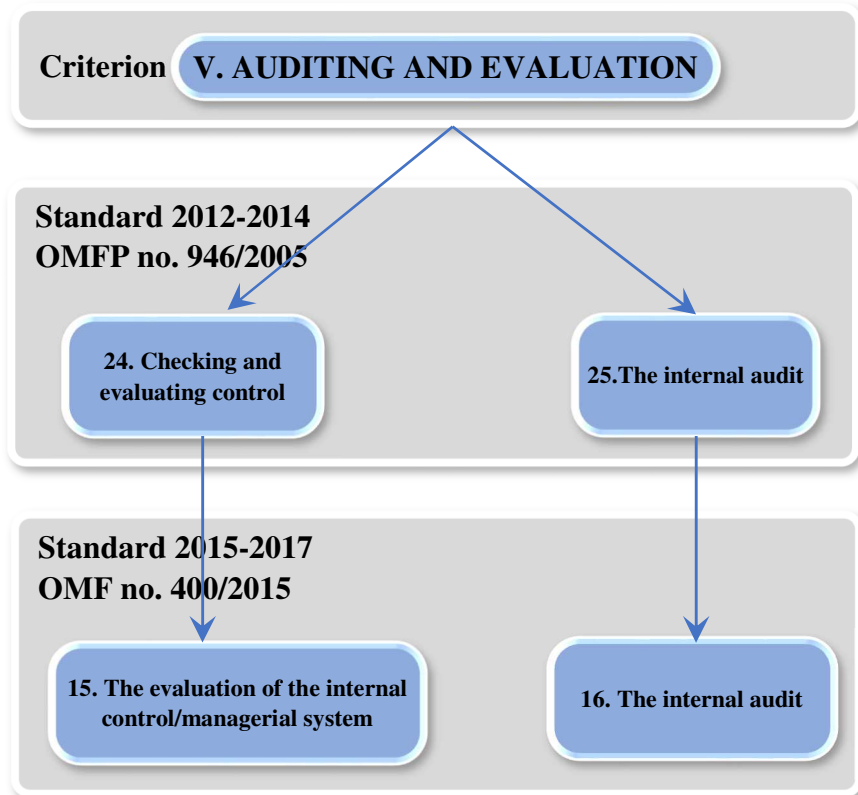 Criterion V. AUDITING AND EVALUATION
Standard 2012-2014
OMFP no. 946/2005
24. Checking and
evaluating control
25.The internal audit
Standard 2015-2017
OMF no. 400/2015
15. The evaluation of the internal
control/managerial system
16. The internal audit